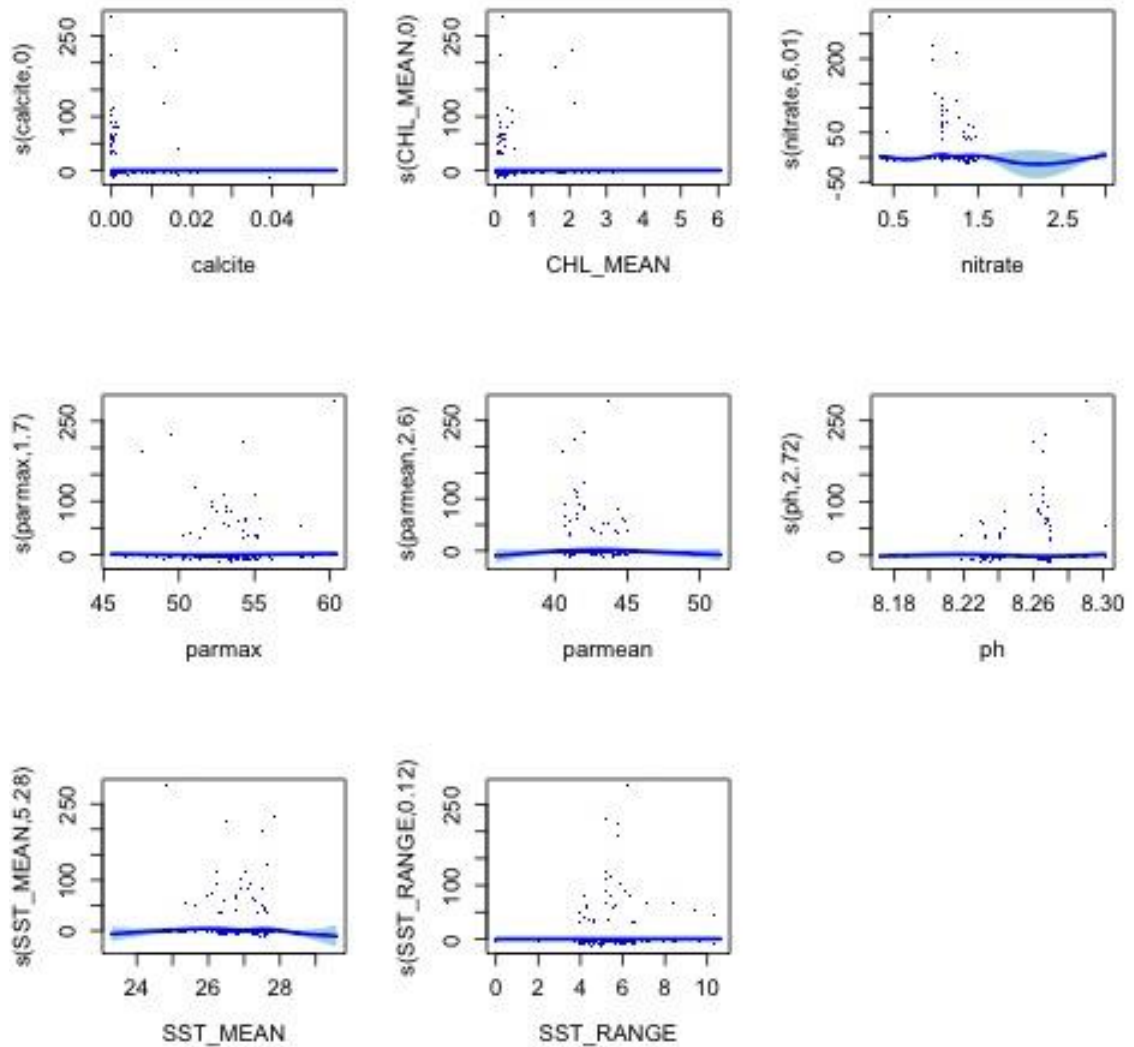 s(calcite,0)
250
100
0
0.00 0.02 0.04
calcite
s(CHL_MEAN,0)
250
100
0
0 1 2 3 4 5 6
CHL_MEAN
s(nitrate,6.01)
200
50
-50
0.5 1.5 2.5
nitrate
s(parmax,1.7)
250
100
0
45 50 55 60
parmax
s(parmean,2.6)
250
100
0
40 45 50
parmean
s(ph,2.72)
250
100
0
8.18 8.22 8.26 8.30
ph
s(SST_MEAN,5.28)
250
100
0
24 26 28
SST_MEAN
s(SST_RANGE,0.12)
250
100
0
0 2 4 6 8 10
SST_RANGE